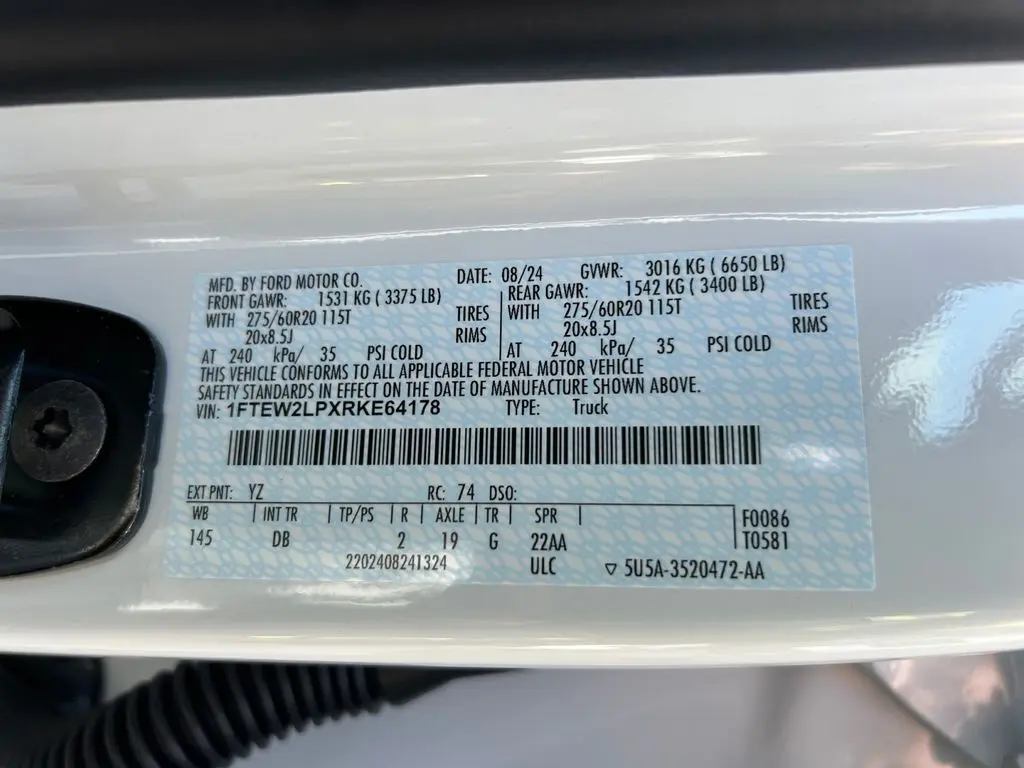 MFD. BY FORD MOTOR CO. DATE: 08/24 GVWR: 3016 KG ( 6650 LB)
FRONT GAWR: 1531 KG ( 3375 LB) REAR GAWR: 1542 KG ( 3400 LB)
WITH 275/60R20 115T TIRES WITH 275/60R20 115T TIRES
20x8.5J RIMS 20x8.5J RIMS
AT 240 kPa/ 35 PSI COLD AT 240 kPa/ 35 PSI COLD
THIS VEHICLE CONFORMS TO ALL APPLICABLE FEDERAL MOTOR VEHICLE
SAFETY STANDARDS IN EFFECT ON THE DATE OF MANUFACTURE SHOWN ABOVE.
VIN: 1FTEW2LPXRKE64178 TYPE: Truck
EXT PNT: YZ RC: 74 DSO:
WB | INT TR | TP/PS | R | AXLE | TR | SPR | F0086
145 DB 2 19 G 22AA T0581
2202408241324 ULC ▽ 5U5A-3520472-AA